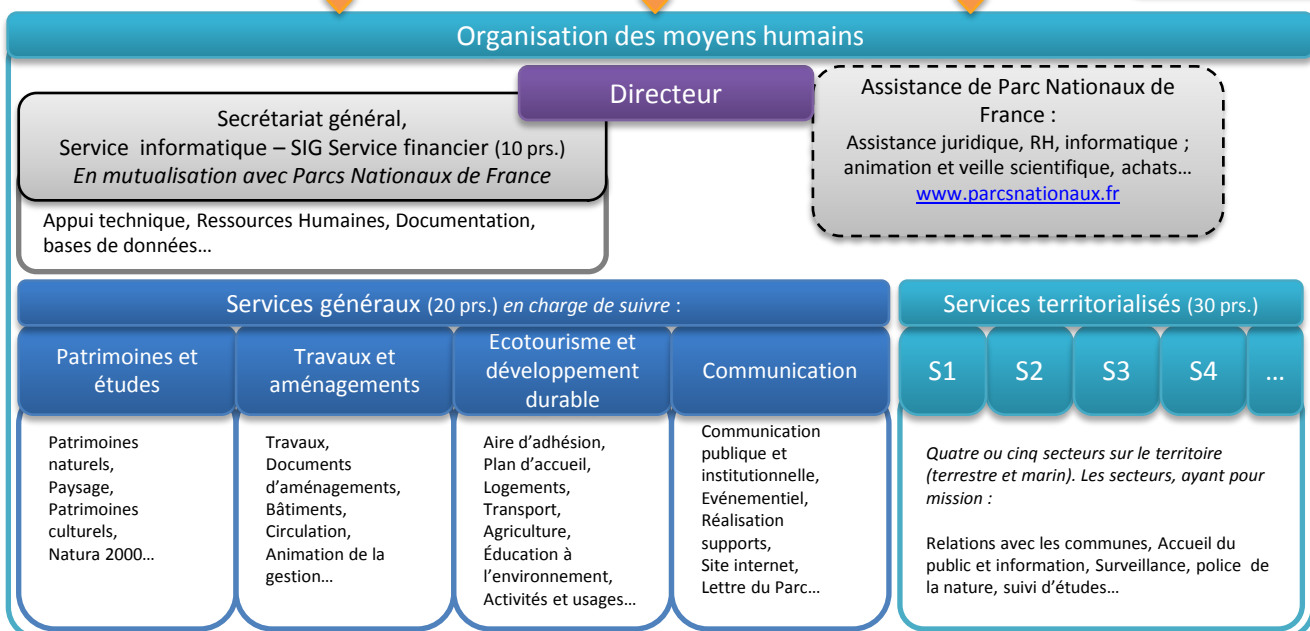 Organisation des moyens humains
Directeur
Secrétariat général,
Service informatique – SIG Service financier (10 prs.)
En mutualisation avec Parcs Nationaux de France
Appui technique, Ressources Humaines, Documentation,
bases de données…
Assistance de Parc Nationaux de
France :
Assistance juridique, RH, informatique ;
animation et veille scientifique, achats…
www.parcsnationaux.fr
Services généraux (20 prs.) en charge de suivre :
Patrimoines et
études
Patrimoines
naturels,
Paysage,
Patrimoines
culturels,
Natura 2000…
Travaux et
aménagements
Travaux,
Documents
d’aménagements,
Bâtiments,
Circulation,
Animation de la
gestion…
Ecotourisme et
développement
durable
Aire d’adhésion,
Plan d’accueil,
Logements,
Transport,
Agriculture,
Éducation à
l’environnement,
Activités et usages…
Communication
Communication
publique et
institutionnelle,
Evénementiel,
Réalisation
supports,
Site internet,
Lettre du Parc…
Services territorialisés (30 prs.)
S1
S2
S3
S4
…
Quatre ou cinq secteurs sur le territoire
(terrestre et marin). Les secteurs, ayant pour
mission :
Relations avec les communes, Accueil du
public et information, Surveillance, police de
la nature, suivi d’études…